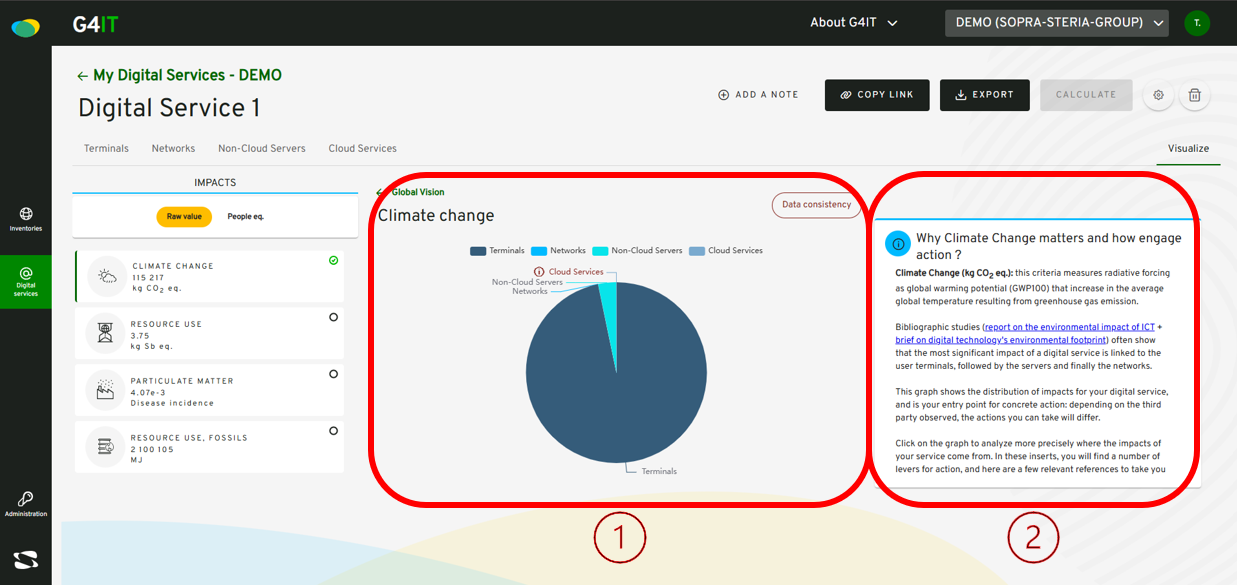 G4IT
About G4IT
DEMO (SOPRA-STERIA-GROUP)
T.
← My Digital Services - DEMO
Digital Service 1
ADD A NOTE
COPY LINK
EXPORT
CALCULATE
Terminals
Networks
Non-Cloud Servers
Cloud Services
Visualize
Inventories
Digital
services
Administration
IMPACTS
Raw value
People eq.
CLIMATE CHANGE
115 217
kg CO2 eq.
RESOURCE USE
3.75
kg Sb eq.
PARTICULATE MATTER
4.07e-3
Disease incidence
RESOURCE USE, FOSSILS
2 100 105
MJ
← Global Vision
Climate change
Data consistency
Terminals
Networks
Non-Cloud Servers
Cloud Services
Cloud Services
Non-Cloud Servers
Networks
Terminals
1
Why Climate Change matters and how engage
action ?
Climate Change (kg CO2 eq.): this criteria measures radiative forcing
as global warming potential (GWP100) that increase in the average
global temperature resulting from greenhouse gas emission.
Bibliographic studies (report on the environmental impact of ICT +
brief on digital technology's environmental footprint) often show
that the most significant impact of a digital service is linked to the
user terminals, followed by the servers and finally the networks.
This graph shows the distribution of impacts for your digital service,
and is your entry point for concrete action: depending on the third
party observed, the actions you can take will differ.
Click on the graph to analyze more precisely where the impacts of
your service come from. In these inserts, you will find a number of
levers for action, and here are a few relevant references to take you
2